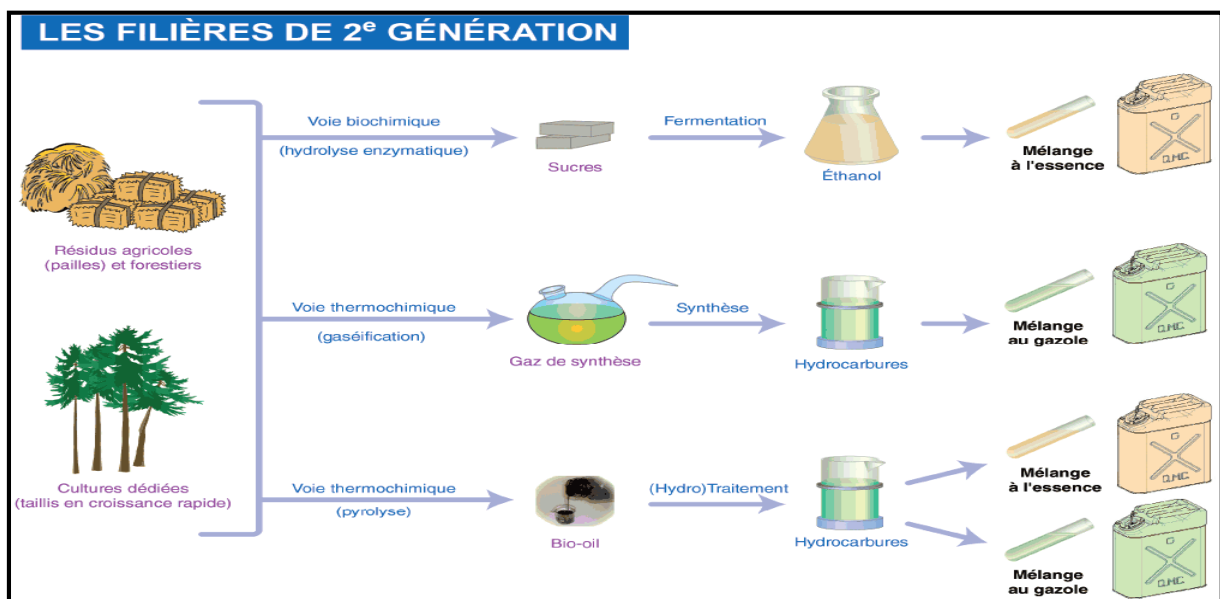 LES FILIÈRES DE 2e GÉNÉRATION
Résidus agricoles
(pailles) et forestiers
Cultures dédiées
(taillis en croissance rapide)
Voie biochimique
(hydrolyse enzymatique)
Sucres
Fermentation
Éthanol
Mélange
à l'essence
Voie thermochimique
(gaséification)
Gaz de synthèse
Synthèse
Hydrocarbures
Mélange
au gazole
Voie thermochimique
(pyrolyse)
Bio-oil
(Hydro)Traitement
Hydrocarbures
Mélange
à l'essence
Mélange
au gazole